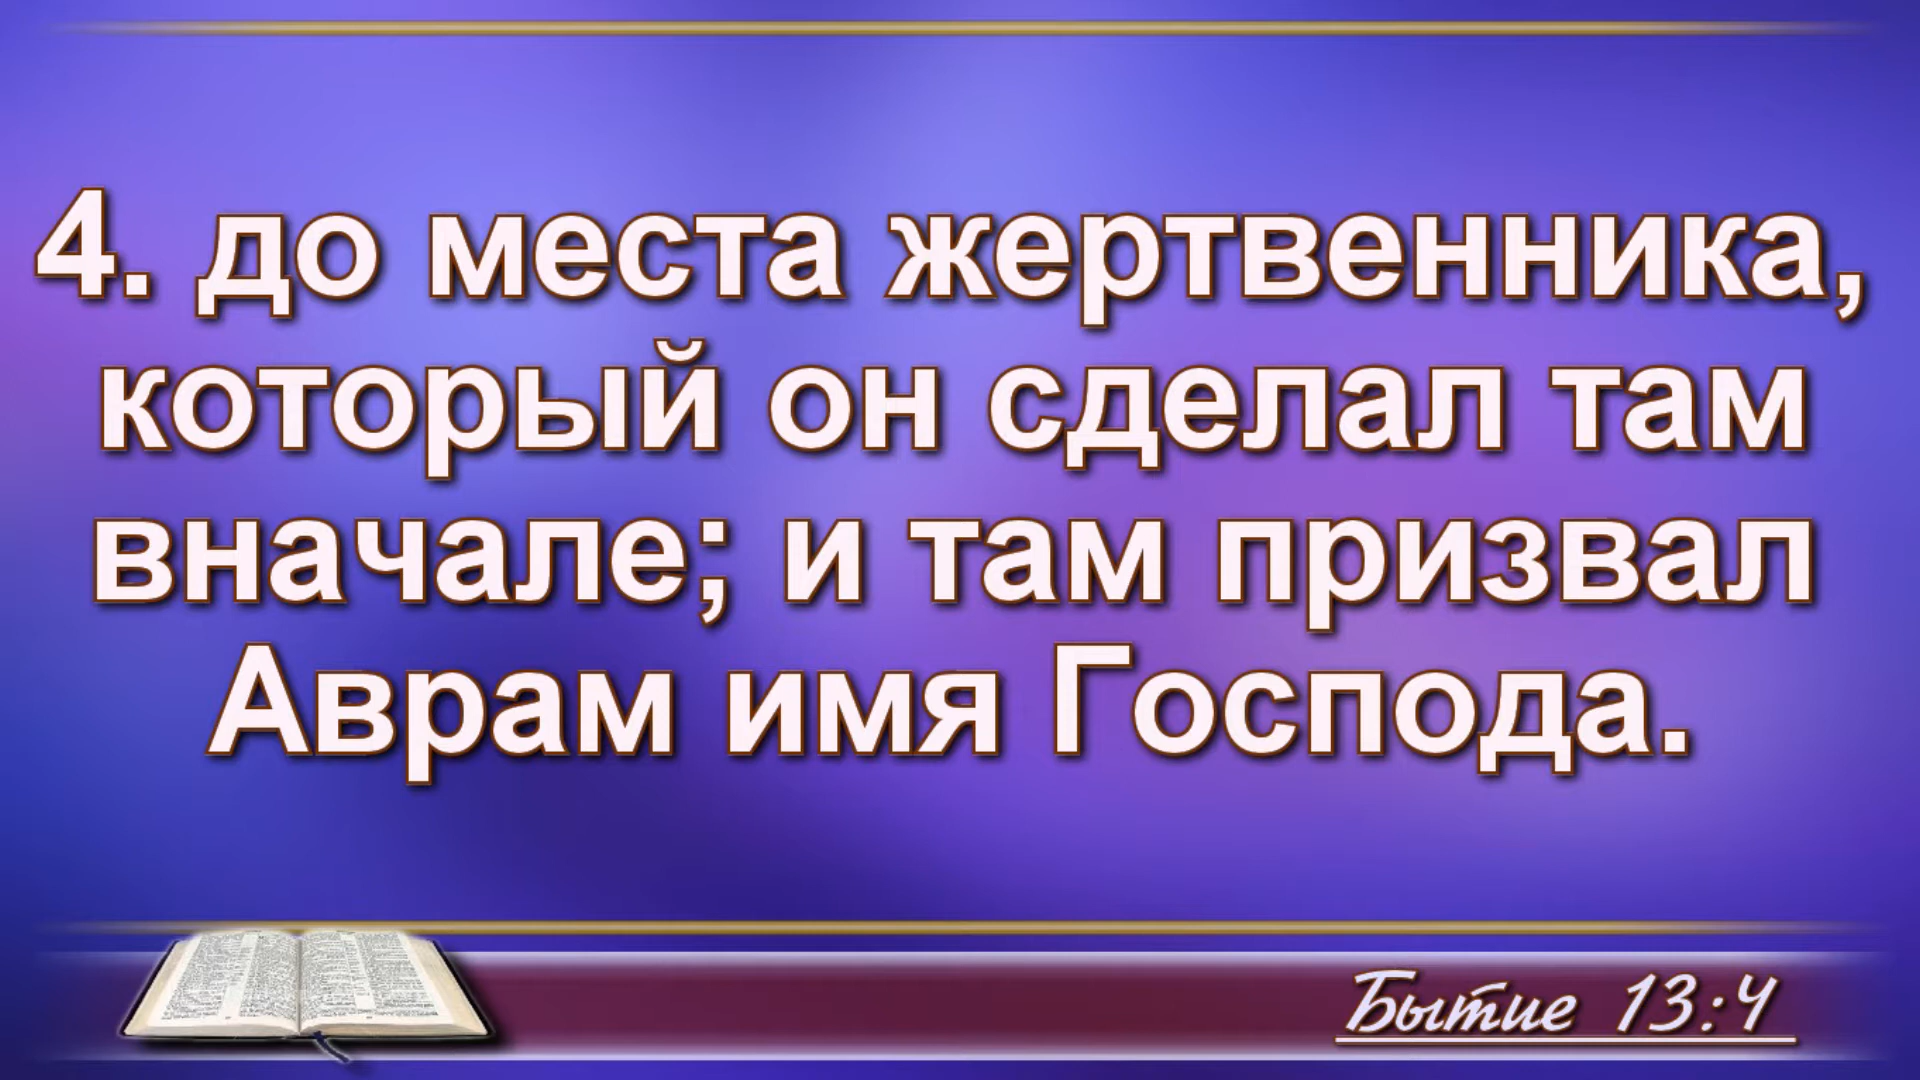 4. до места жертвенника,
который он сделал там
вначале; и там призвал
Аврам имя Господа.
Бытие 13:4